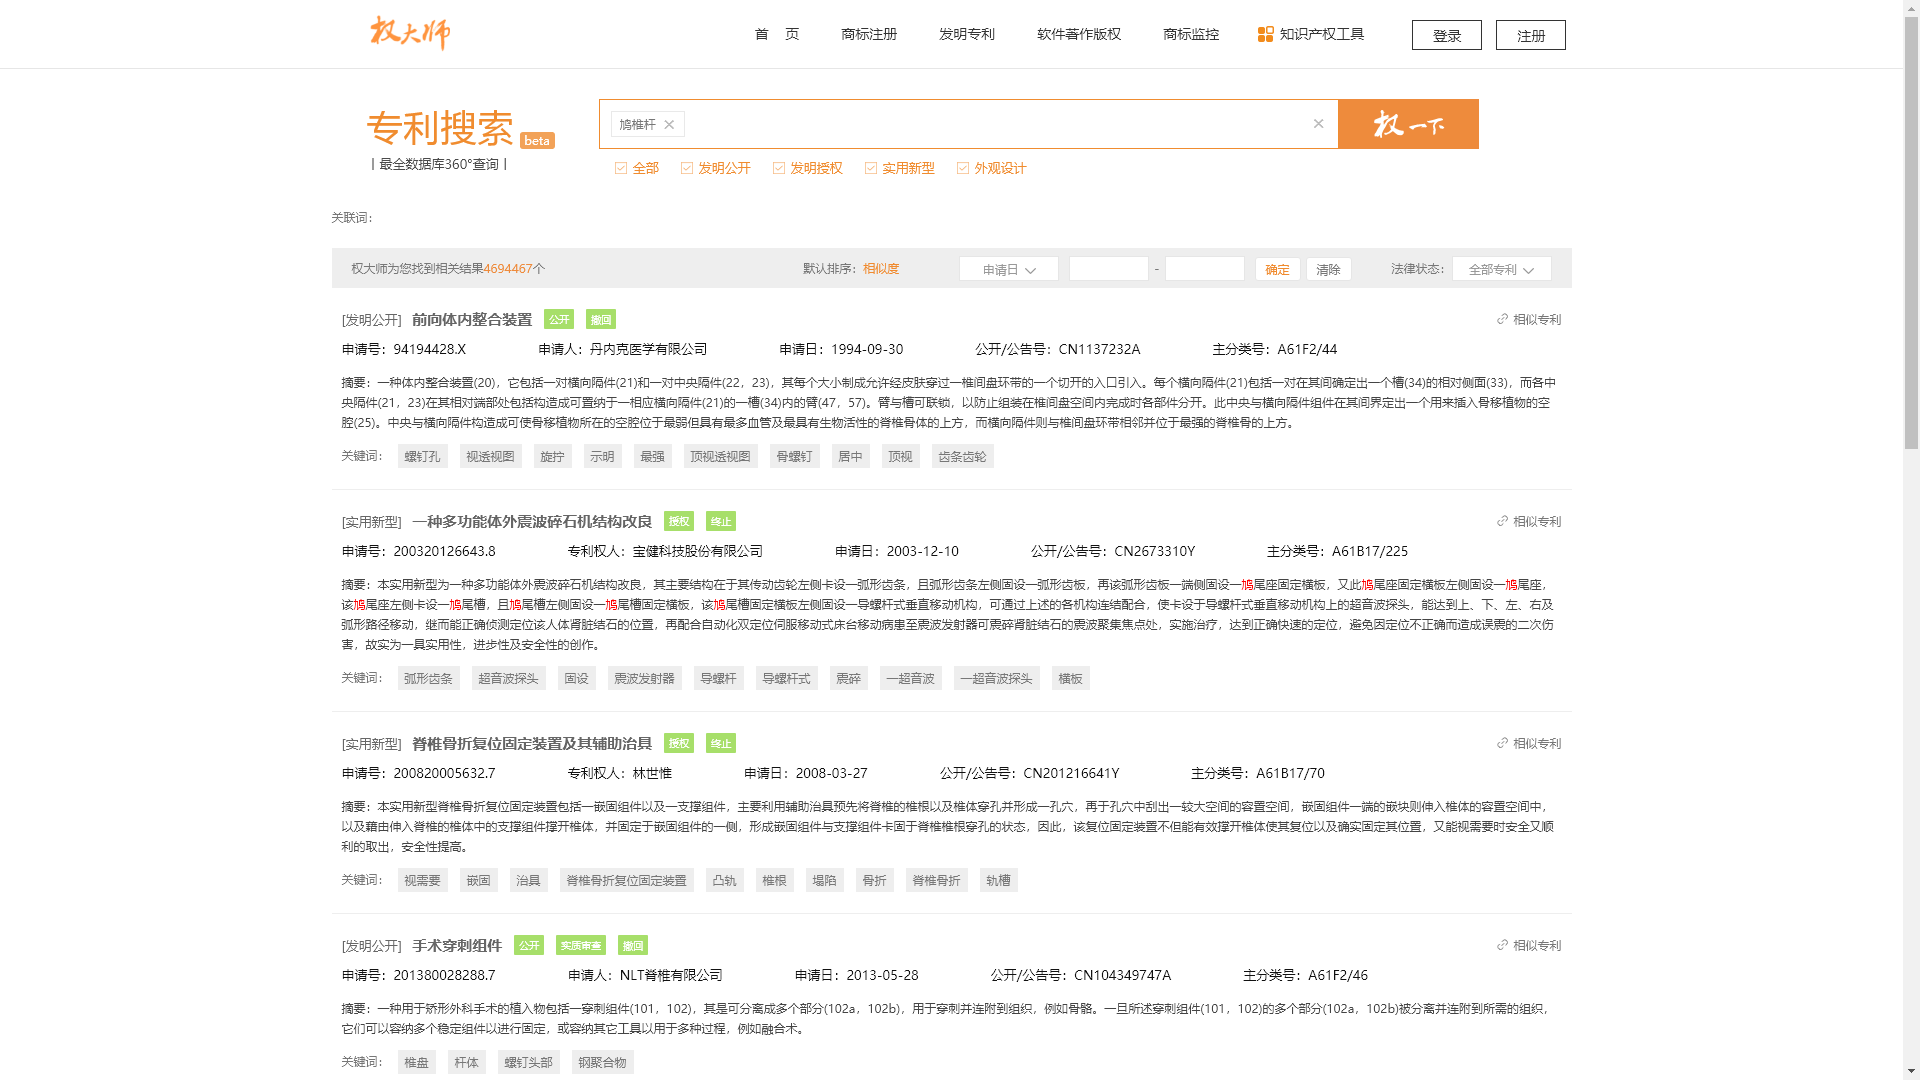 权大师
首 页 商标注册 发明专利 软件著作版权 商标监控 知识产权工具 登录 注册
专利搜索 beta
丨最全数据库360°查询丨
鸠椎杆
权一下
全部 发明公开 发明授权 实用新型 外观设计
关联词：
权大师为您找到相关结果4694467个 默认排序：相似度 申请日 - 确定 清除 法律状态： 全部专利
[发明公开] 前向体内整合装置 公开 撤回 相似专利
申请号：94194428.X 申请人：丹内克医学有限公司 申请日：1994-09-30 公开/公告号：CN1137232A 主分类号：A61F2/44
摘要：一种体内整合装置(20)，它包括一对横向隔件(21)和一对中央隔件(22，23)，其每个大小制成允许经皮肤穿过一椎间盘环带的一个切开的入口引入。每个横向隔件(21)包括一对在其间确定出一个槽(34)的相对侧面(33)，而各中
央隔件(21，23)在其相对端部处包括构造成可置纳于一相应横向隔件(21)的一槽(34)内的臂(47，57)。臂与槽可联锁，以防止组装在椎间盘空间内完成时各部件分开。此中央与横向隔件组件在其间界定出一个用来插入骨移植物的空
腔(25)。中央与横向隔件构造成可使骨移植物所在的空腔位于最弱但具有最多血管及最具有生物活性的脊椎骨体的上方，而横向隔件则与椎间盘环带相邻并位于最强的脊椎骨的上方。
关键词： 螺钉孔 视透视图 旋拧 示明 最强 顶视透视图 骨螺钉 居中 顶视 齿条齿轮
[实用新型] 一种多功能体外震波碎石机结构改良 授权 终止 相似专利
申请号：200320126643.8 专利权人：宝健科技股份有限公司 申请日：2003-12-10 公开/公告号：CN2673310Y 主分类号：A61B17/225
摘要：本实用新型为一种多功能体外震波碎石机结构改良，其主要结构在于其传动齿轮左侧卡设一弧形齿条，且弧形齿条左侧固设一弧形齿板，再该弧形齿板一端侧固设一鸠尾座固定横板，又此鸠尾座固定横板左侧固设一鸠尾座，
该鸠尾座左侧卡设一鸠尾槽，且鸠尾槽左侧固设一鸠尾槽固定横板，该鸠尾槽固定横板左侧固设一导螺杆式垂直移动机构，可通过上述的各机构连结配合，使卡设于导螺杆式垂直移动机构上的超音波探头，能达到上、下、左、右及
弧形路径移动，继而能正确侦测定位该人体肾脏结石的位置，再配合自动化双定位伺服移动式床台移动病患至震波发射器可震碎肾脏结石的震波聚集焦点处，实施治疗，达到正确快速的定位，避免因定位不正确而造成误震的二次伤
害，故实为一具实用性，进步性及安全性的创作。
关键词： 弧形齿条 超音波探头 固设 震波发射器 导螺杆 导螺杆式 震碎 一超音波 一超音波探头 横板
[实用新型] 脊椎骨折复位固定装置及其辅助治具 授权 终止 相似专利
申请号：200820005632.7 专利权人：林世惟 申请日：2008-03-27 公开/公告号：CN201216641Y 主分类号：A61B17/70
摘要：本实用新型脊椎骨折复位固定装置包括一嵌固组件以及一支撑组件，主要利用辅助治具预先将脊椎的椎根以及椎体穿孔并形成一孔穴，再于孔穴中刮出一较大空间的容置空间，嵌固组件一端的嵌块则伸入椎体的容置空间中，
以及藉由伸入脊椎的椎体中的支撑组件撑开椎体，并固定于嵌固组件的一侧，形成嵌固组件与支撑组件卡固于脊椎椎根穿孔的状态，因此，该复位固定装置不但能有效撑开椎体使其复位以及确实固定其位置，又能视需要时安全又顺
利的取出，安全性提高。
关键词： 视需要 嵌固 治具 脊椎骨折复位固定装置 凸轨 椎根 塌陷 骨折 脊椎骨折 轨槽
[发明公开] 手术穿刺组件 公开 实质审查 撤回 相似专利
申请号：201380028288.7 申请人：NLT脊椎有限公司 申请日：2013-05-28 公开/公告号：CN104349747A 主分类号：A61F2/46
摘要：一种用于矫形外科手术的植入物包括一穿刺组件(101，102)，其是可分离成多个部分(102a，102b)，用于穿刺并连附到组织，例如骨骼。一旦所述穿刺组件(101，102)的多个部分(102a，102b)被分离并连附到所需的组织，
它们可以容纳多个稳定组件以进行固定，或容纳其它工具以用于多种过程，例如融合术。
关键词： 椎盘 杆体 螺钉头部 钢聚合物